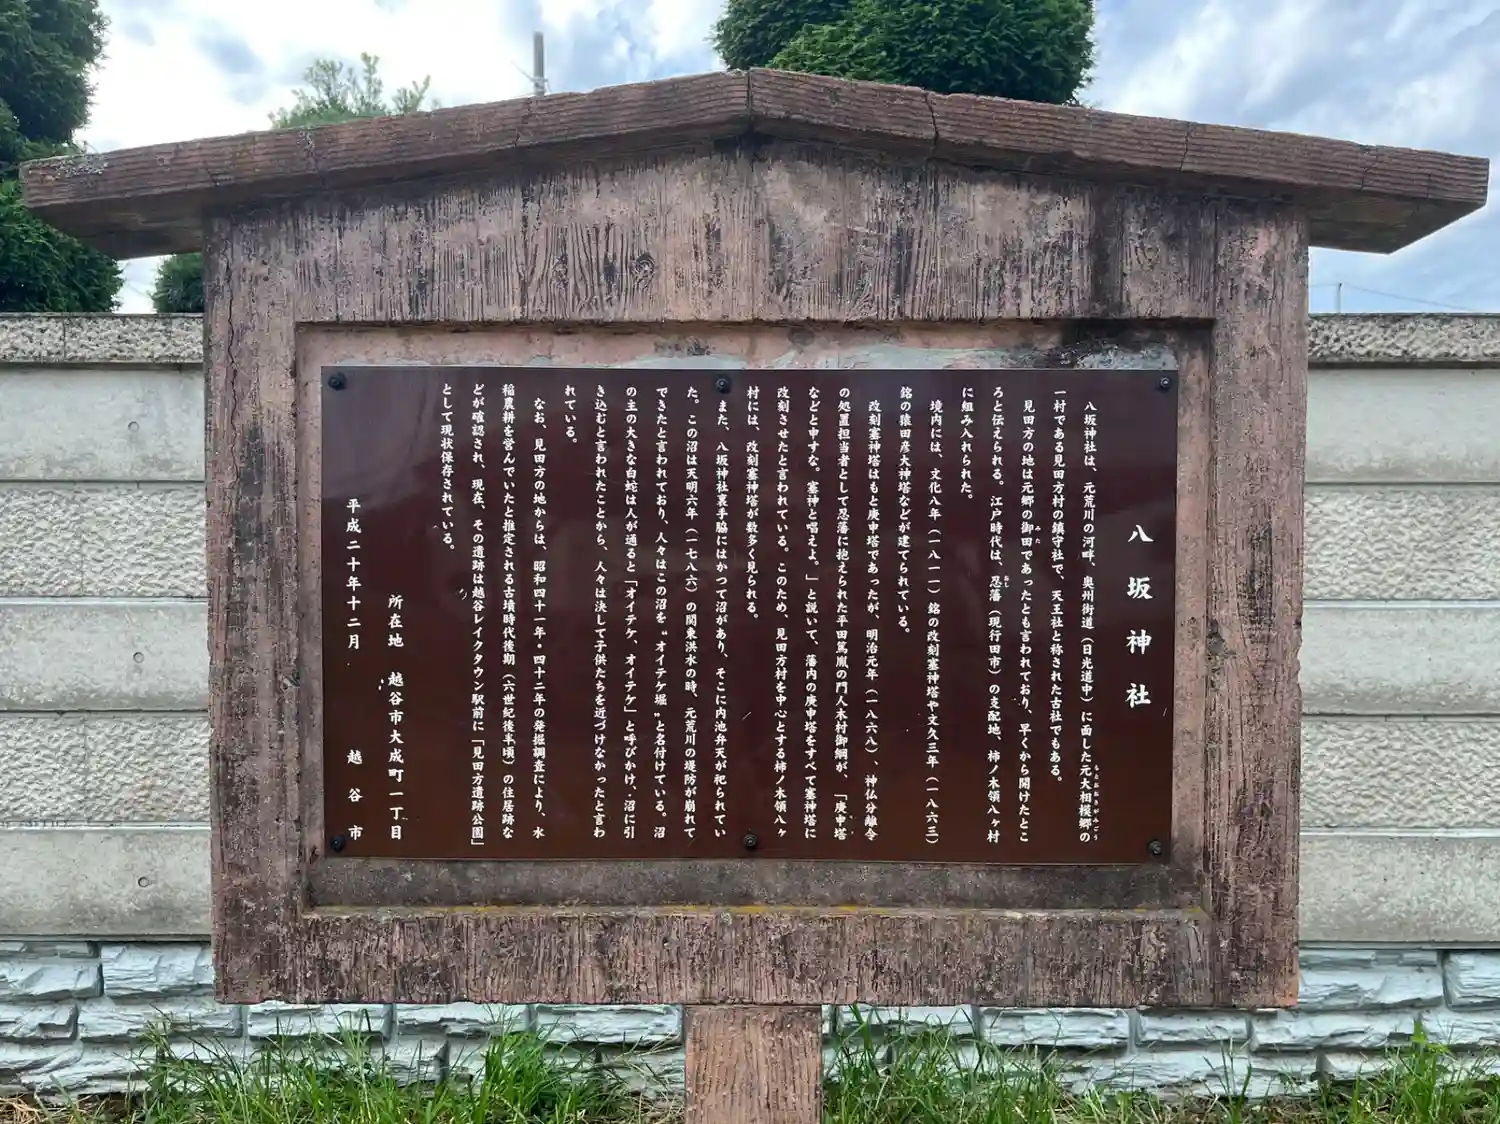 八坂神社
八坂神社は、元荒川の河畔、奥州街道（日光道中）に面した元大相模郷の
もとおおさがみごう
一村である見田方村の鎮守社で、天王社と称された古社でもある。
見田方の地は元郷の御田であったとも言われており、早くから開けたとこ
みた
ろと伝えられる。江戸時代は、忍藩（現行田市）の支配地、柿ノ木領八ヶ村
おし
に組み入れられた。
境内には、文化八年（一八一一）銘の改刻塞神塔や文久三年（一八六三）
銘の猿田彦大神塔などが建てられている。
改刻塞神塔はもと庚申塔であったが、明治元年（一八六八）、神仏分離令
の処置担当者として忍藩に抱えられた平田篤胤の門人木村御綱が、「庚申塔
などと申すな、塞神と唱えよ。」と説いて、藩内の庚申塔をすべて塞神塔に
改刻させたと言われている。このため、見田方村を中心とする柿ノ木領八ヶ
村には、改刻塞神塔が数多く見られる。
また、八坂神社裏手脇にはかつて沼があり、そこに内池弁天が祀られてい
た。この沼は天明六年（一七八六）の関東洪水の時、元荒川の堤防が崩れて
できたと言われており、人々はこの沼を〝オイテケ堀〟と名付けている。沼
の主の大きな白蛇は人が通ると「オイテケ、オイテケ」と呼びかけ、沼に引
き込むと言われたことから、人々は決して子供たちを近づけなかったと言わ
れている。
なお、見田方の地からは、昭和四十一年・四十二年の発掘調査により、水
稲農耕を営んでいたと推定される古墳時代後期（六世紀後半頃）の住居跡な
どが確認され、現在、その遺跡は越谷レイクタウン駅前に「見田方遺跡公園」
として現状保存されている。
所在地　越谷市大成町一丁目
平成二十年十二月　越谷市